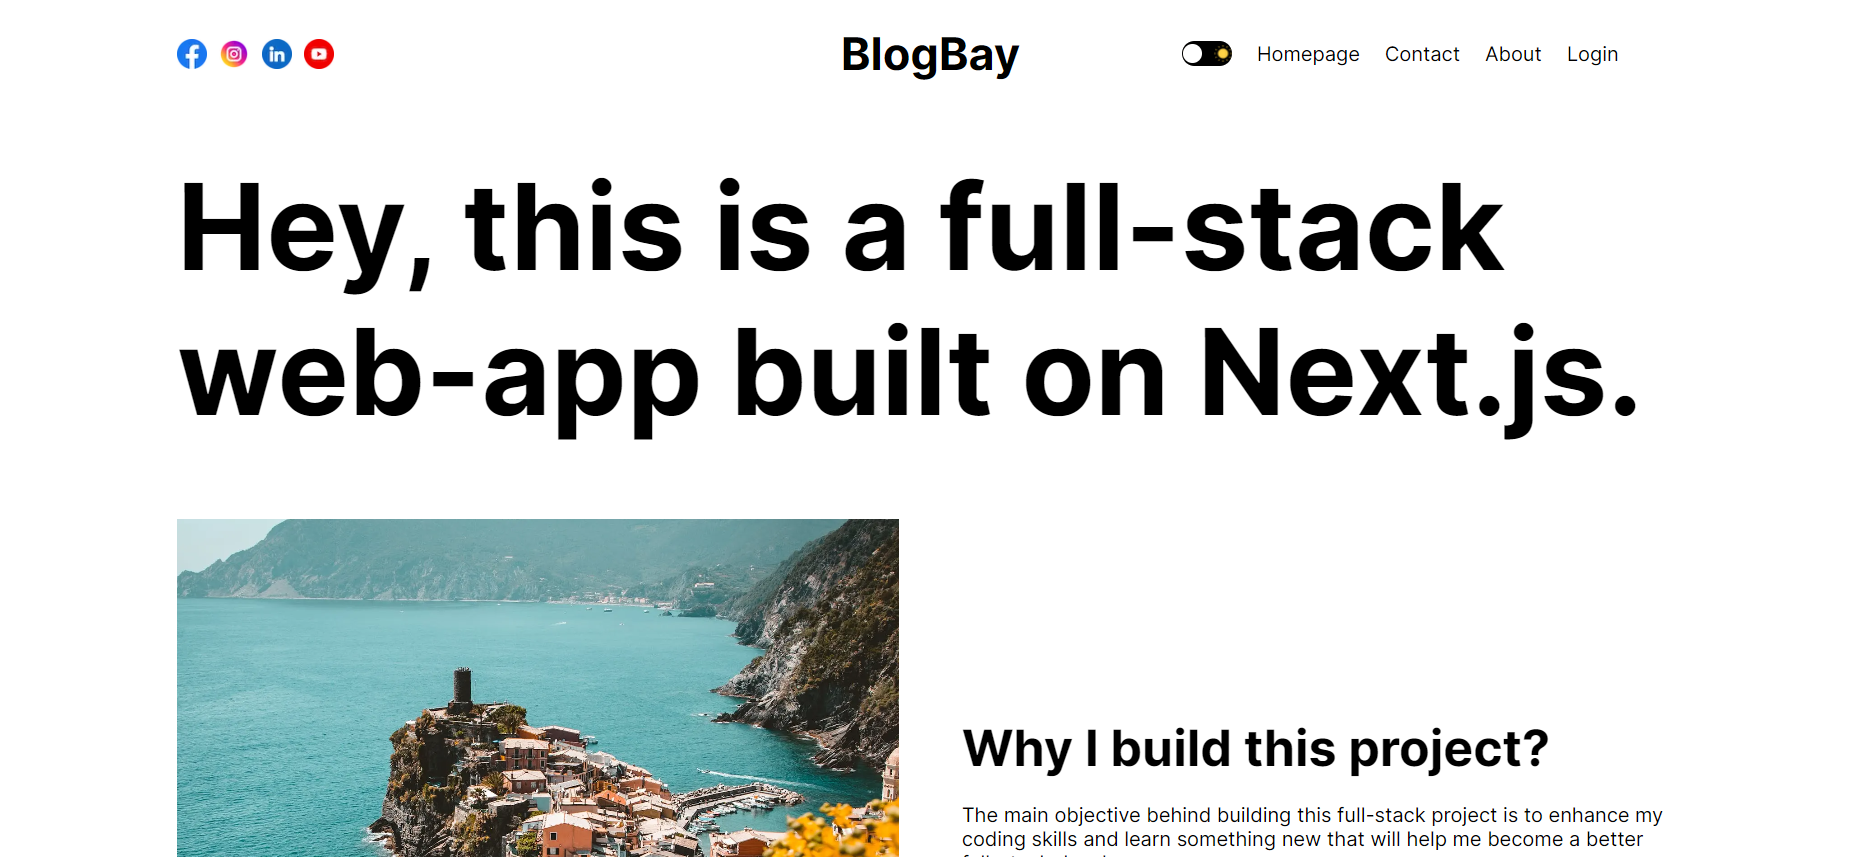 BlogBay
Homepage
Contact
About
Login
Hey, this is a full-stack
web-app built on Next.js.
Why I build this project?
The main objective behind building this full-stack project is to enhance my
coding skills and learn something new that will help me become a better